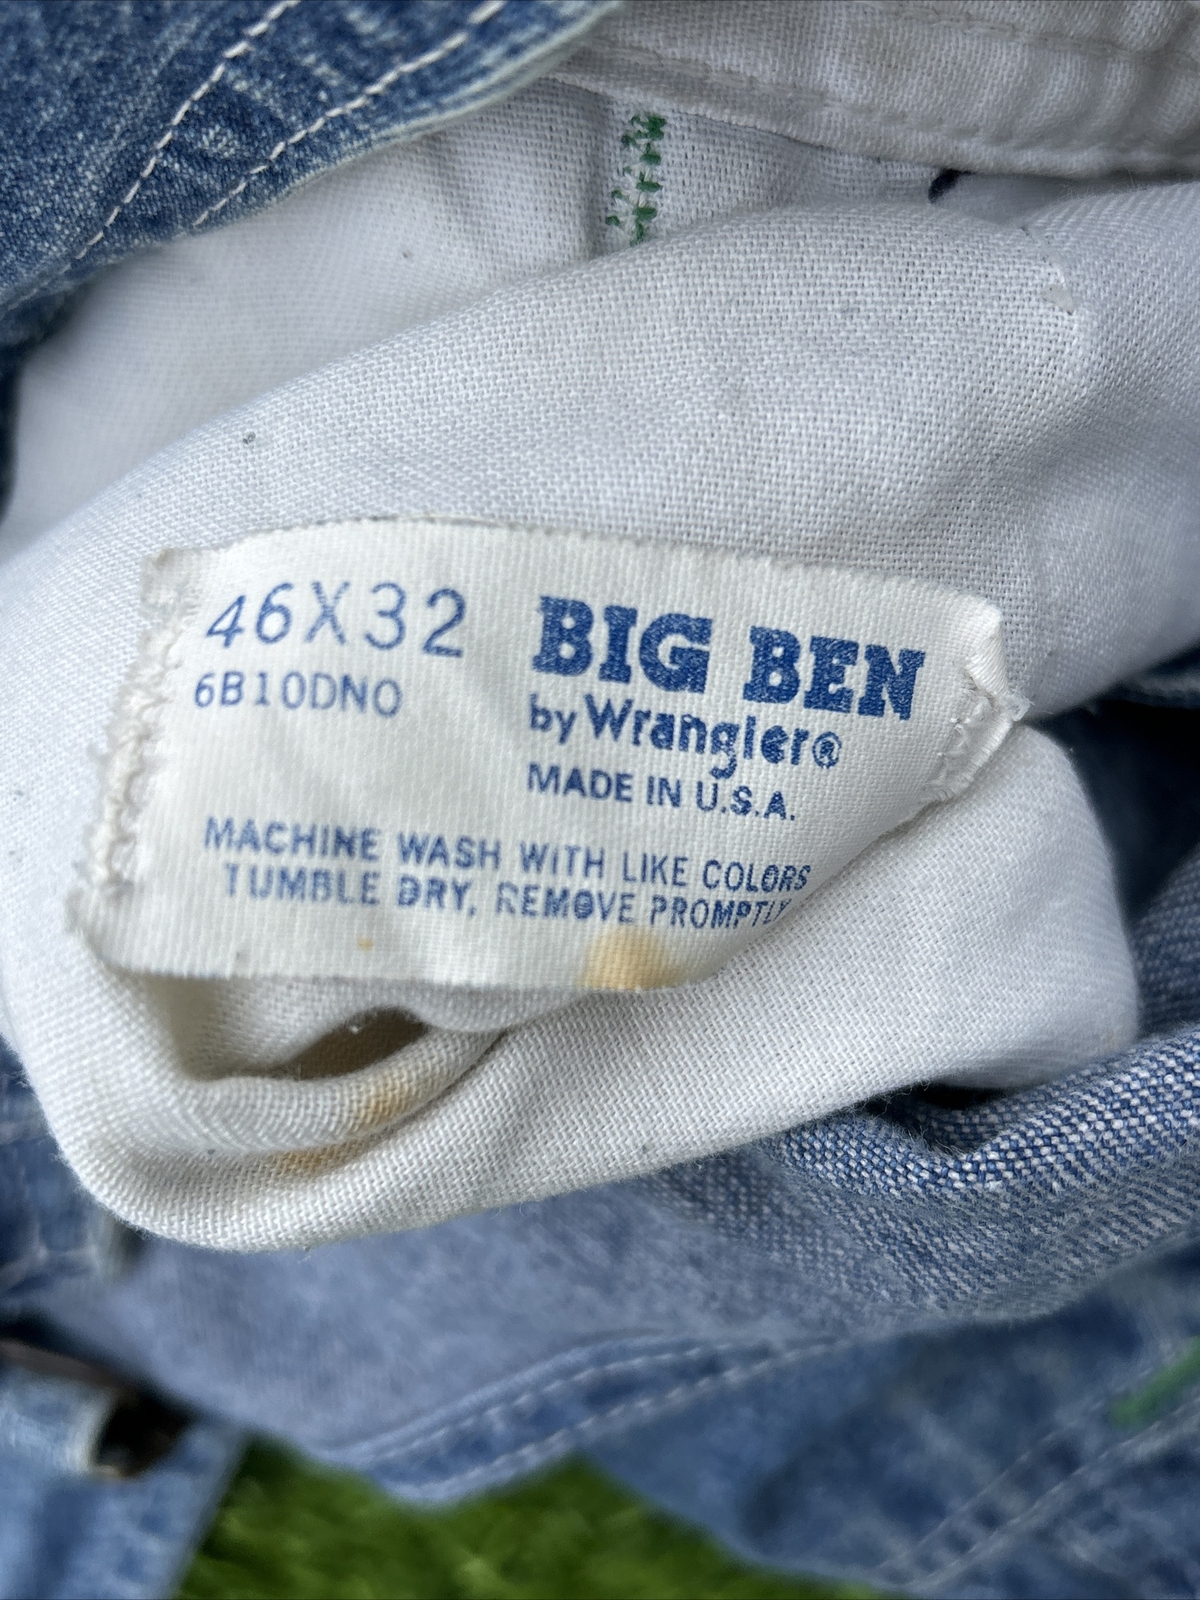 46X32
6B10DNO
BIG BEN
by Wrangler®
MADE IN U.S.A.
MACHINE WASH WITH LIKE COLORS
TUMBLE DRY, REMOVE PROMPTLY